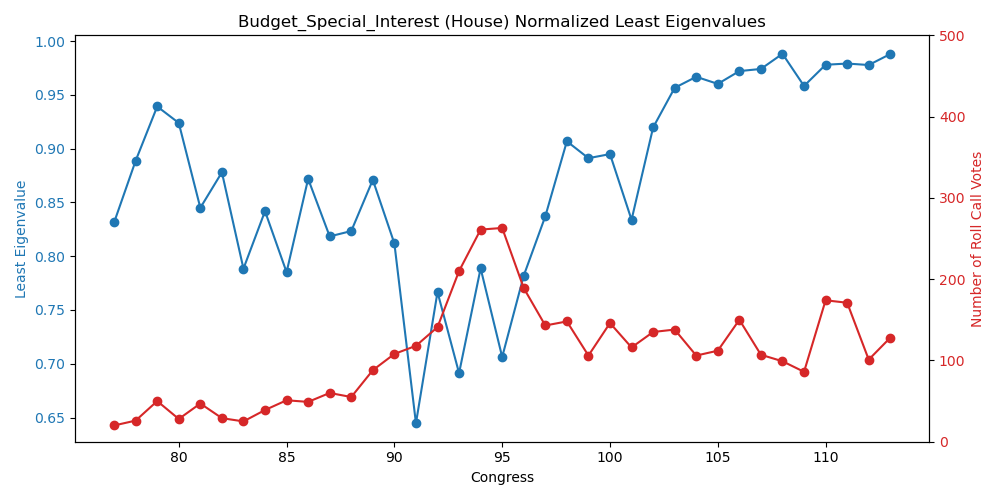 Budget_Special_Interest (House) Normalized Least Eigenvalues
1.00
0.95
0.90
0.85
0.80
0.75
0.70
0.65
Least Eigenvalue
500
400
300
200
100
0
Number of Roll Call Votes
80 85 90 95 100 105 110
Congress